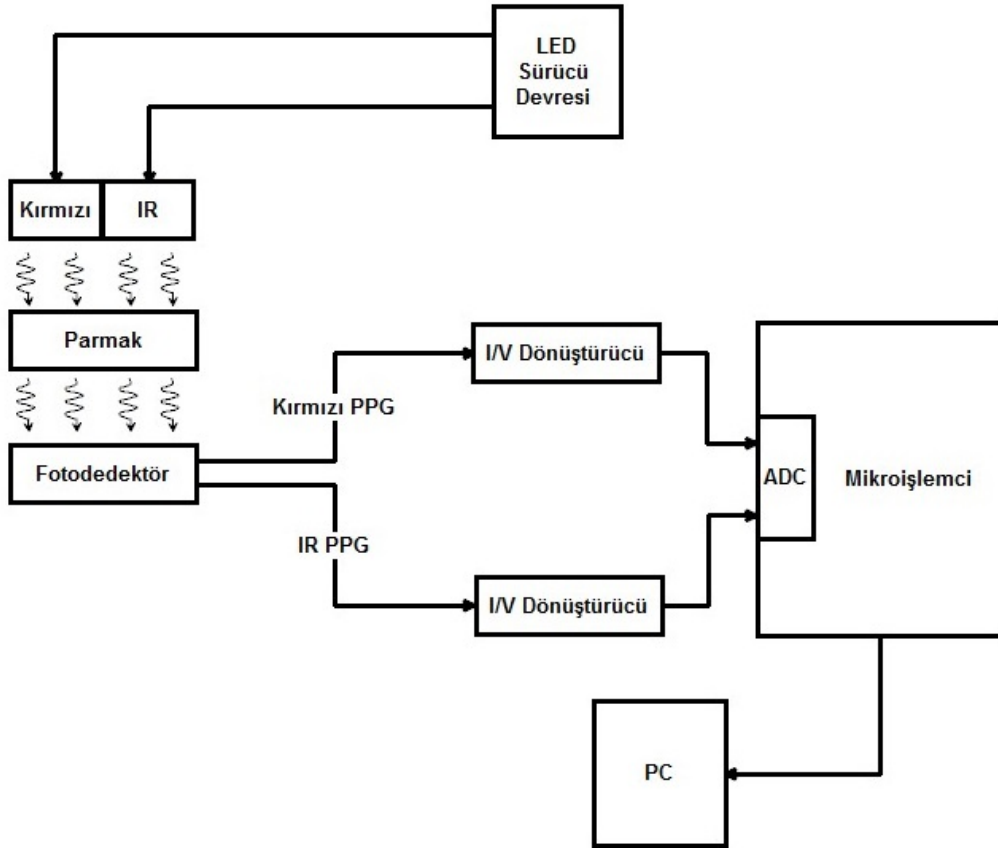 LED
Sürücü
Devresi
Kırmızı
IR
Parmak
Fotodedektör
Kırmızı PPG
IR PPG
I/V Dönüştürücü
I/V Dönüştürücü
ADC
Mikroişlemci
PC